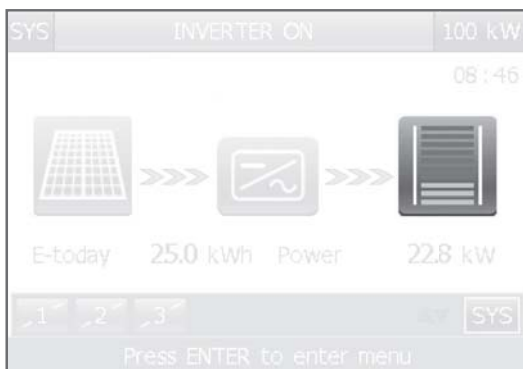 SYS INVERTER ON 100 kW
08:46
E-today 25.0 kWh Power 22.8 kW
1 2 3 SYS
Press ENTER to enter menu